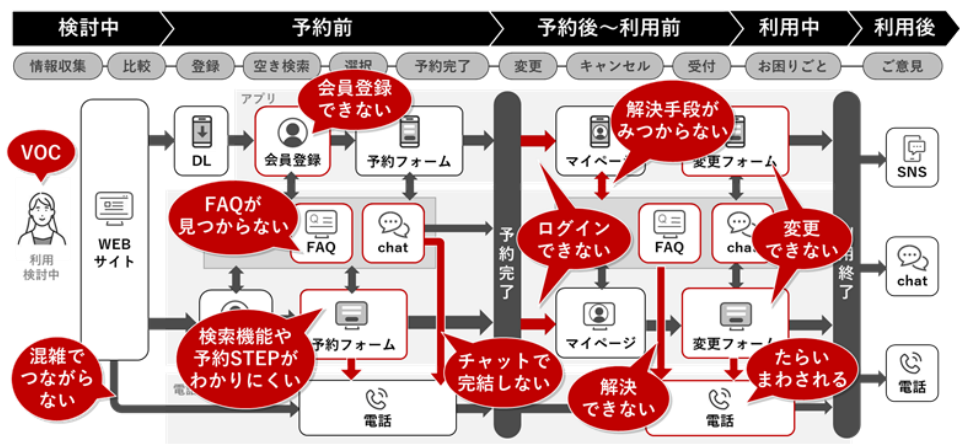 検討中
予約前
予約後～利用前
利用中
利用後
情報収集
比較
登録
空き検索
選択
予約完了
変更
キャンセル
受付
お困りごと
ご意見
アプリ
会員登録
できない
解決手段が
みつからない
VOC
DL
会員登録
予約フォーム
マイページ
変更フォーム
SNS
FAQが
見つからない
FAQ
chat
ログイン
できない
FAQ
chat
変更
できない
WEB
サイト
利用
検討中
予約完了
用終了
chat
検索機能や
予約STEPが
わかりにくい
予約フォーム
マイページ
変更フォーム
混雑で
つながら
ない
チャットで
完結しない
解決
できない
たらい
まわされる
電話
電話
電話